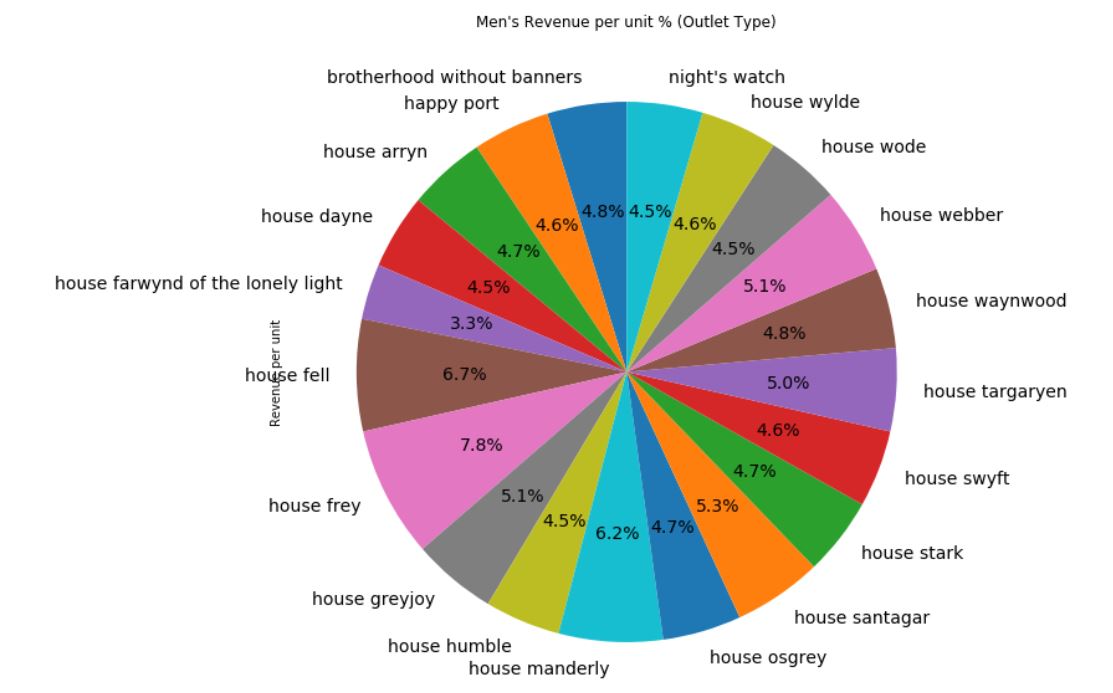 Men's Revenue per unit % (Outlet Type)
brotherhood without banners
night's watch
happy port
house wylde
house arryn
house wode
house dayne
house webber
house farwynd of the lonely light
house waynwood
house fell
Revenue per unit
house targaryen
house frey
house swyft
house greyjoy
house stark
house humble
house santagar
house manderly
house osgrey
4.8%
4.6%
4.7%
4.5%
3.3%
6.7%
7.8%
5.1%
4.5%
6.2%
4.7%
5.3%
4.7%
4.6%
5.0%
4.8%
5.1%
4.5%
4.6%
4.5%